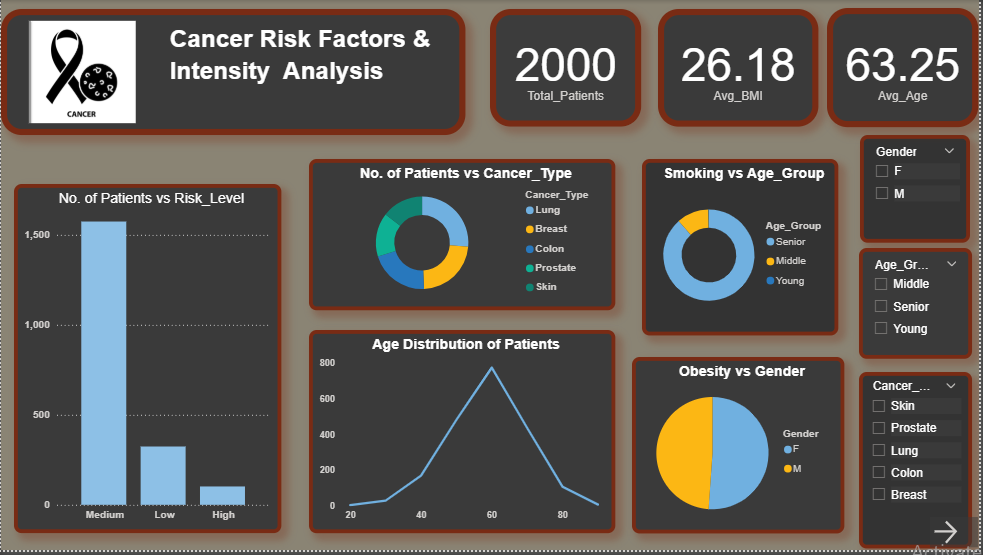 CANCER
Cancer Risk Factors &
Intensity Analysis
2000
Total_Patients
26.18
Avg_BMI
63.25
Avg_Age
Gender
F
M
No. of Patients vs Risk_Level
1,500
1,000
500
0
Medium Low High
No. of Patients vs Cancer_Type
Cancer_Type
Lung
Breast
Colon
Prostate
Skin
Smoking vs Age_Group
Age_Group
Senior
Middle
Young
Age_Gr...
Middle
Senior
Young
Age Distribution of Patients
800
600
400
200
0
20 40 60 80
Obesity vs Gender
Gender
F
M
Cancer_...
Skin
Prostate
Lung
Colon
Breast